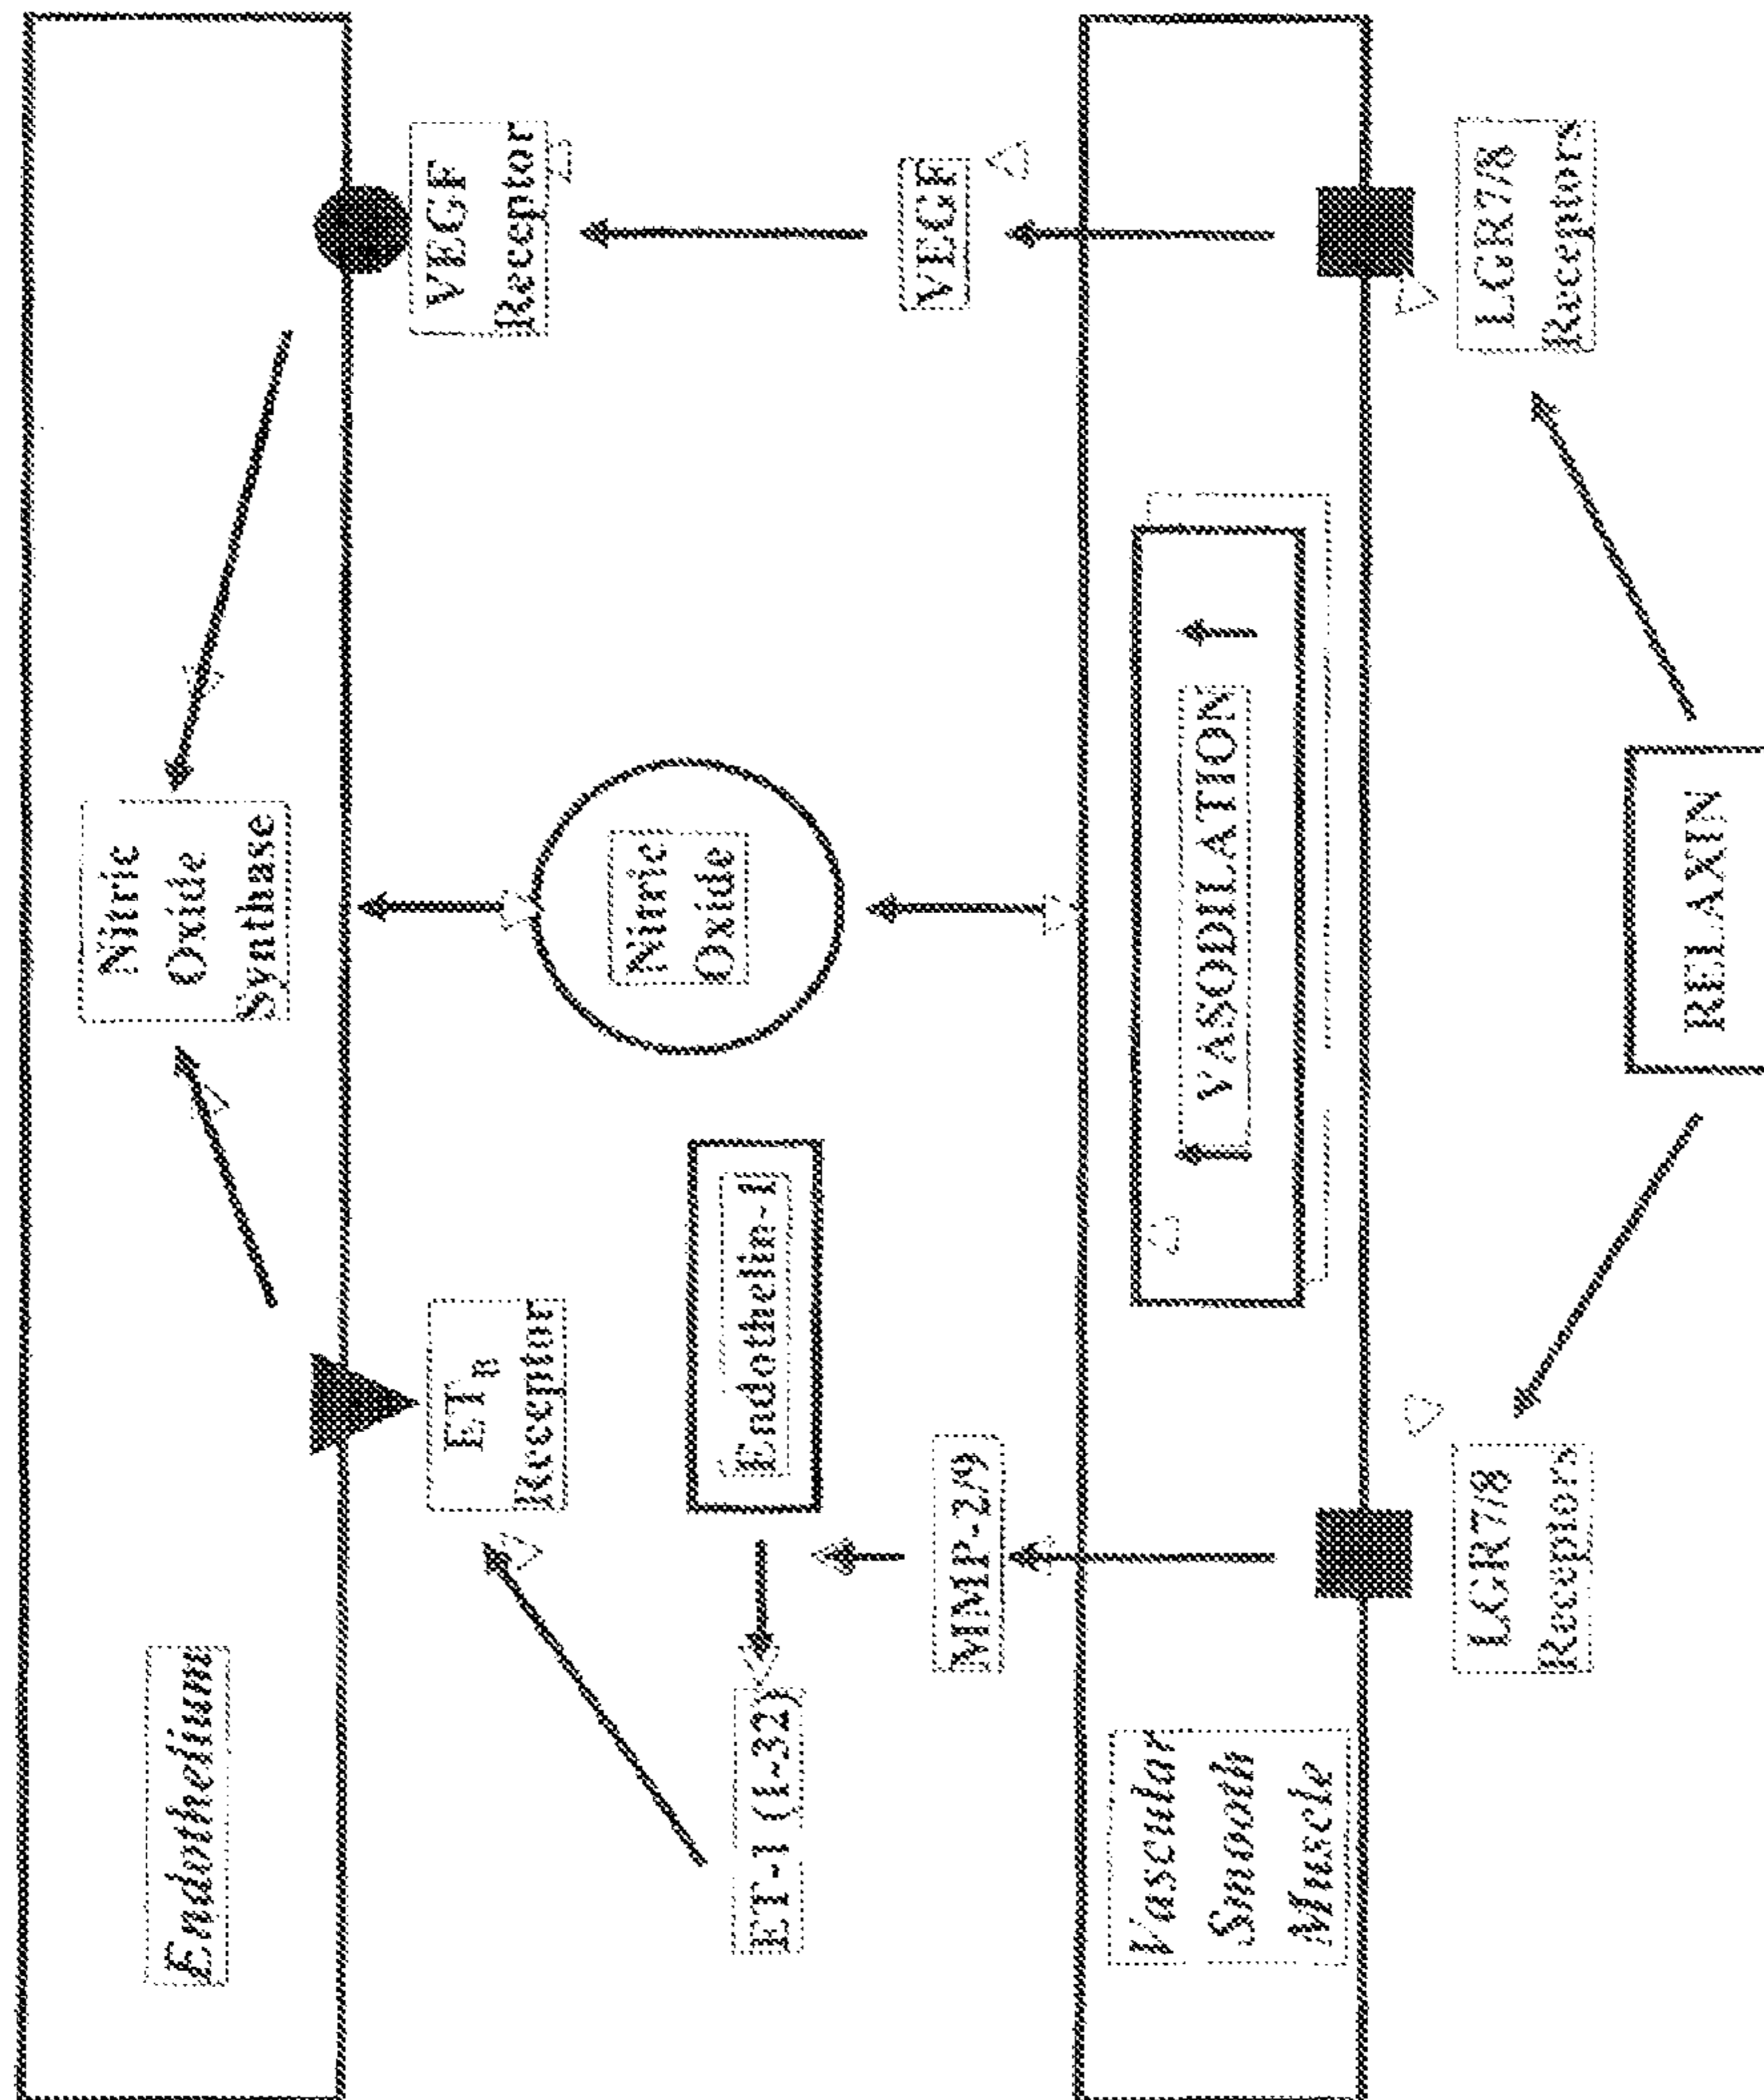 Endothelium
Nitric
Oxide
Synthase
ET_B
Receptor
VEGF
Receptor
Nitric
Oxide
Endothelin-1
ET-1 (1-32)
MMP-2/9
VEGF
Vascular
Smooth
Muscle
VASODILATION
LGR7/8
Receptors
LGR7/8
Receptors
RELAXIN